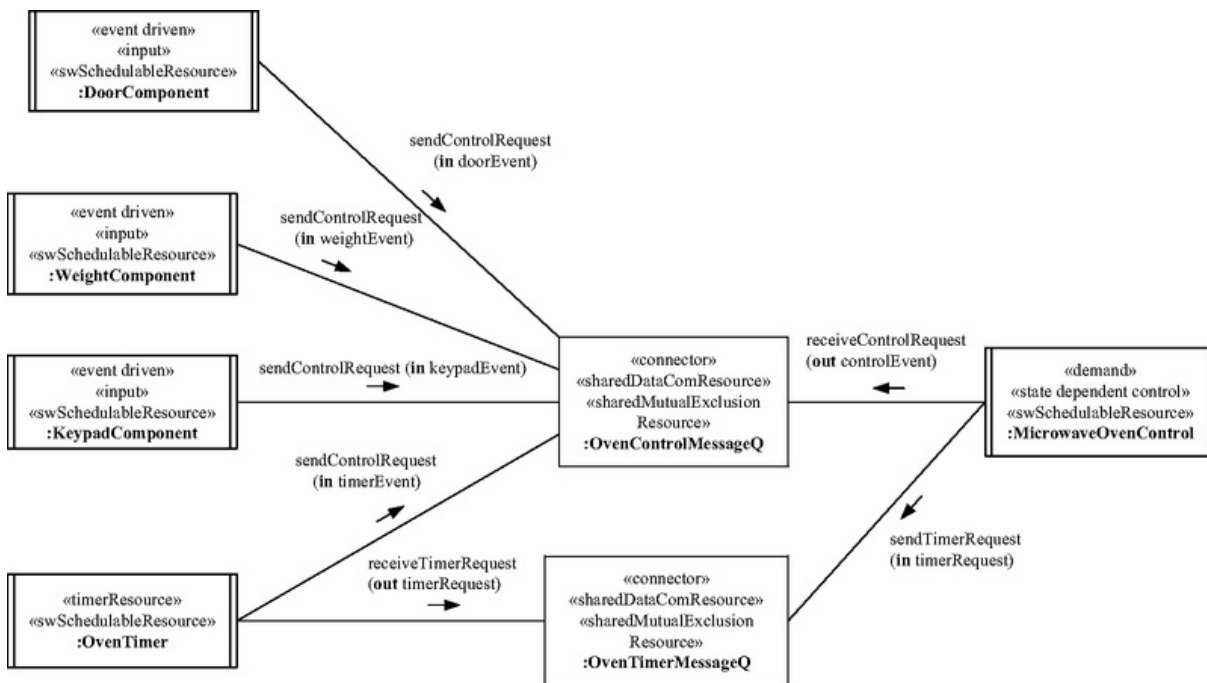 «event driven»
«input»
«swSchedulableResource»
:DoorComponent
sendControlRequest
(in doorEvent)
«event driven»
«input»
«swSchedulableResource»
:WeightComponent
sendControlRequest
(in weightEvent)
«event driven»
«input»
«swSchedulableResource»
:KeypadComponent
sendControlRequest (in keypadEvent)
«connector»
«sharedDataComResource»
«sharedMutualExclusion
Resource»
:OvenControlMessageQ
receiveControlRequest
(out controlEvent)
«demand»
«state dependent control»
«swSchedulableResource»
:MicrowaveOvenControl
sendControlRequest
(in timerEvent)
sendTimerRequest
(in timerRequest)
«timerResource»
«swSchedulableResource»
:OvenTimer
receiveTimerRequest
(out timerRequest)
«connector»
«sharedDataComResource»
«sharedMutualExclusion
Resource»
:OvenTimerMessageQ